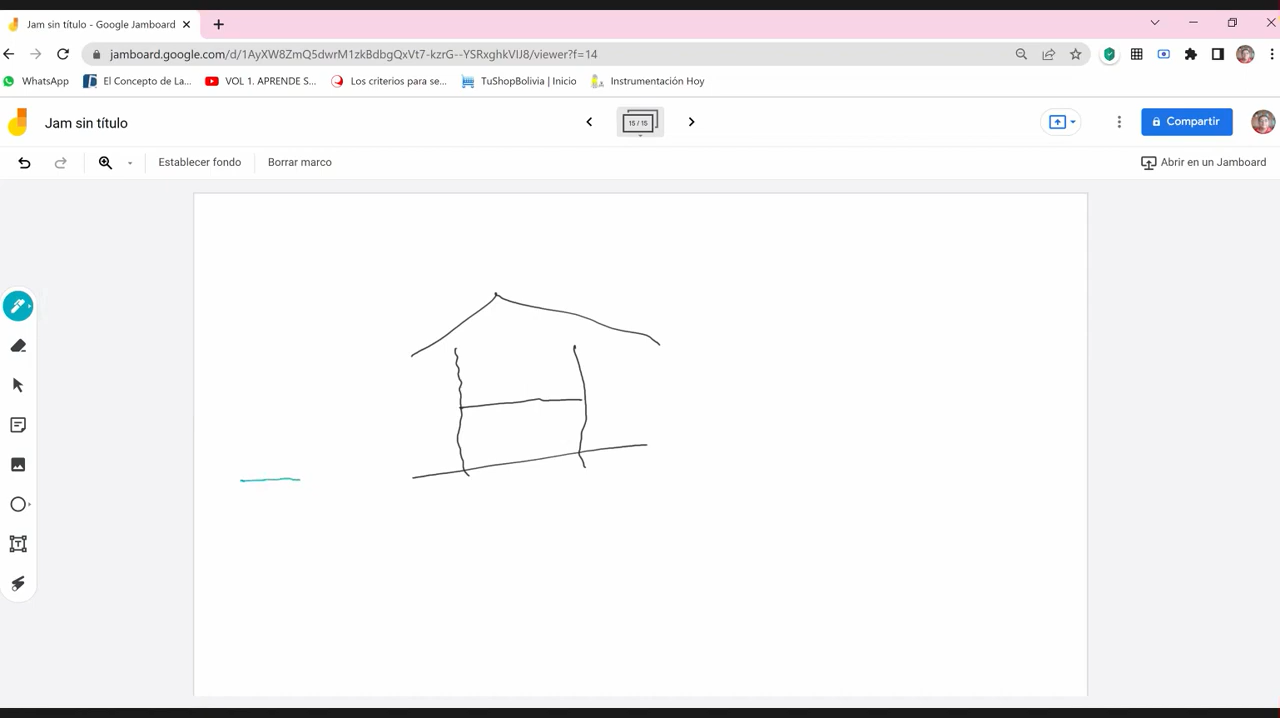 Jam sin título - Google Jamboard
jamboard.google.com/d/1AyXW8ZmQ5dwrM1zkBdbgQxVt7-kzrG--YSRxghkVlJ8/viewer?f=14
WhatsApp El Concepto de La... VOL 1. APRENDE S... Los criterios para se... TuShopBolivia | Inicio Instrumentación Hoy
Jam sin título
15 / 15
Compartir
Establecer fondo Borrar marco Abrir en un Jamboard